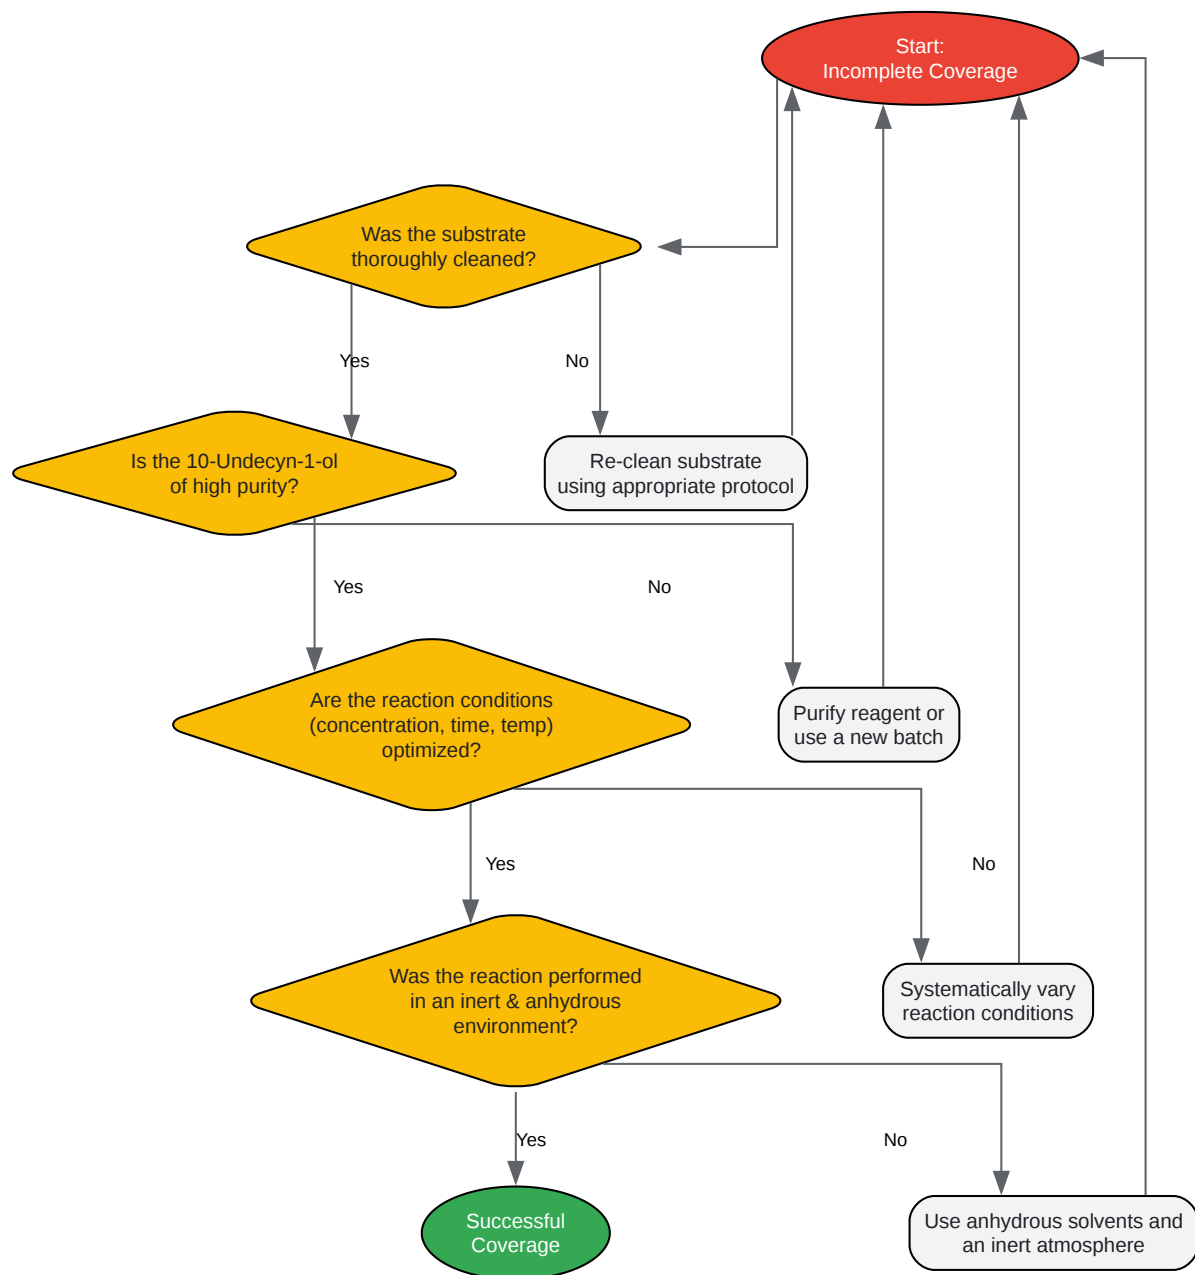 Start:
Incomplete Coverage
Was the substrate
thoroughly cleaned?
Yes
No
Is the 10-Undecyn-1-ol
of high purity?
Re-clean substrate
using appropriate protocol
Yes
No
Are the reaction conditions
(concentration, time, temp)
optimized?
Purify reagent or
use a new batch
Yes
No
Was the reaction performed
in an inert & anhydrous
environment?
Systematically vary
reaction conditions
Yes
No
Successful
Coverage
Use anhydrous solvents and
an inert atmosphere